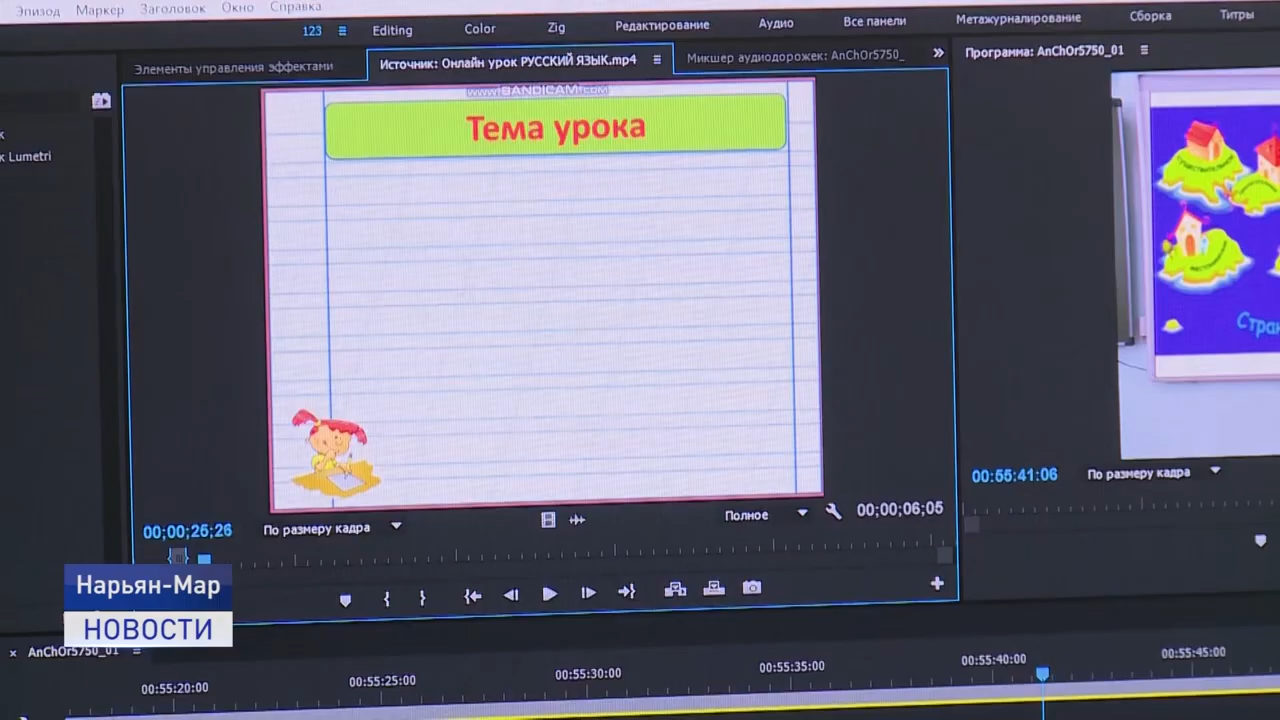 Эпизод Маркер Заголовок Окно Справка
123 Editing Color Zig Редактирование Аудио Все панели Метажурналирование Сборка Титры
Элементы управления эффектами
Источник: Онлайн урок РУССКИЙ ЯЗЫК.mp4
Микшер аудиодорожек: AnChOr5750_
Программа: AnChOr5750_01
www.BANDICAM.com
Тема урока
к Lumetri
Стран
00;00;25;26
По размеру кадра
Полное
00;00;06;05
00:55:41:06
По размеру кадра
Нарьян-Мар
НОВОСТИ
× AnChOr5750_01
00:55:20:00 00:55:25:00 00:55:30:00 00:55:35:00 00:55:40:00 00:55:45:00